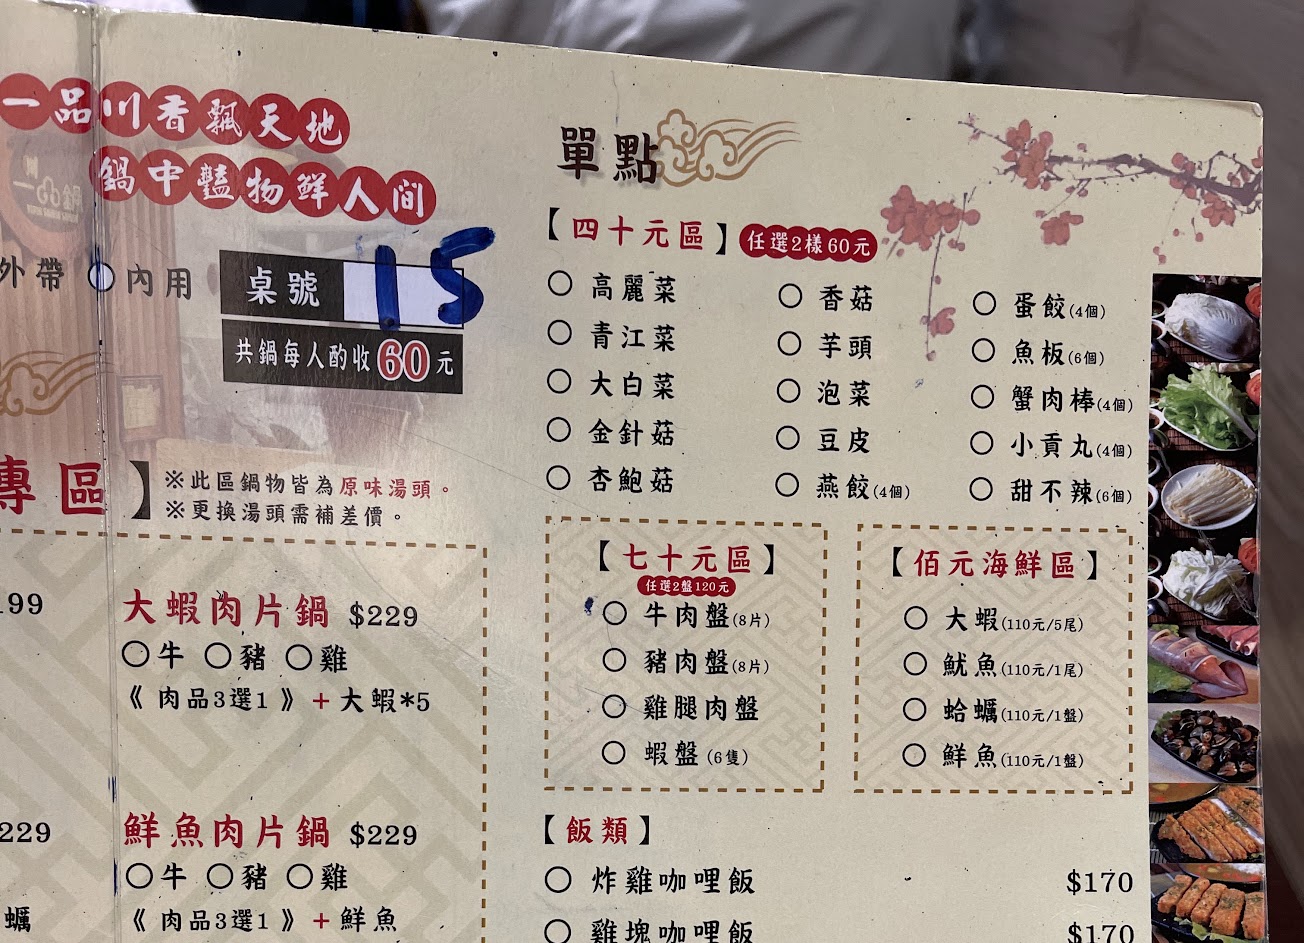 一品川香飄天地
鍋中豔物鮮人间
外帶 內用
桌號 15
共鍋每人酌收60元
專區】
※此區鍋物皆為原味湯頭。
※更換湯頭需補差價。
199
大蝦肉片鍋 $229
○牛 ○豬 ○雞
《肉品3選1》+大蝦*5
229
鮮魚肉片鍋 $229
○牛 ○豬 ○雞
蠣
《肉品3選1》+鮮魚
單點
【四十元區】任選2樣60元
○ 高麗菜
○ 青江菜
○ 大白菜
○ 金針菇
○ 杏鮑菇
○ 香菇
○ 芋頭
○ 泡菜
○ 豆皮
○ 燕餃(4個)
○ 蛋餃(4個)
○ 魚板(6個)
○ 蟹肉棒(4個)
○ 小貢丸(4個)
○ 甜不辣(6個)
【七十元區】
任選2盤120元
○ 牛肉盤(8片)
○ 豬肉盤(8片)
○ 雞腿肉盤
○ 蝦盤(6隻)
【佰元海鮮區】
○ 大蝦(110元/5尾)
○ 魷魚(110元/1尾)
○ 蛤蠣(110元/1盤)
○ 鮮魚(110元/1盤)
【飯類】
○ 炸雞咖哩飯 $170
○ 雞塊咖哩飯 $170